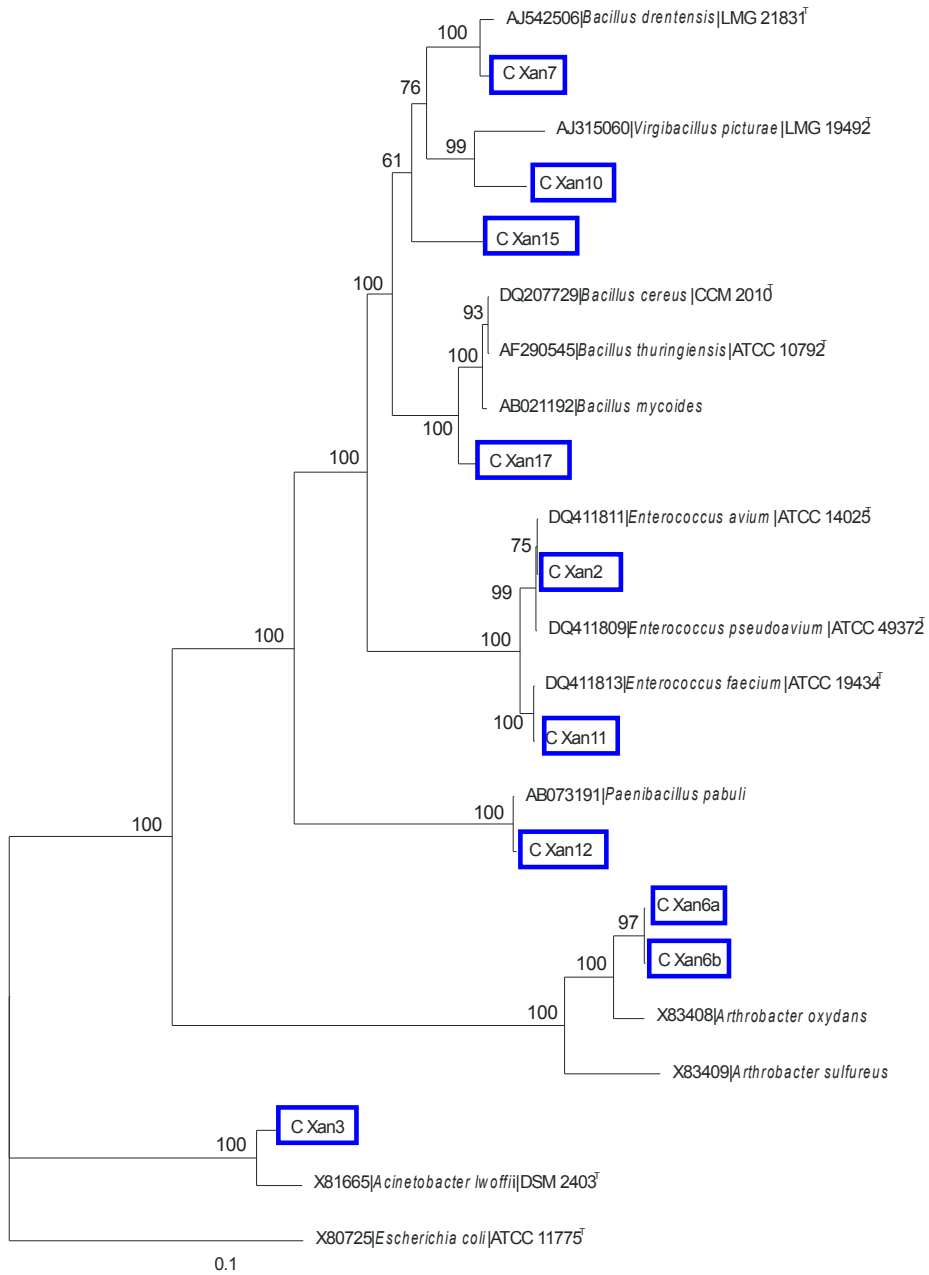 AJ542506|Bacillus drentensis|LMG 21831T
100
C Xan7
76
AJ315060|Virgibacillus picturae|LMG 19492T
99
61
C Xan10
C Xan15
100
DQ207729|Bacillus cereus|CCM 2010T
93
AF290545|Bacillus thuringiensis|ATCC 10792T
100
AB021192|Bacillus mycoides
100
100
C Xan17
DQ411811|Enterococcus avium|ATCC 14025T
75
C Xan2
99
DQ411809|Enterococcus pseudoavium|ATCC 49372T
100
100
DQ411813|Enterococcus faecium|ATCC 19434T
100
C Xan11
AB073191|Paenibacillus pabuli
100
100
C Xan12
C Xan6a
97
C Xan6b
100
100
X83408|Arthrobacter oxydans
X83409|Arthrobacter sulfureus
C Xan3
100
X81665|Acinetobacter lwoffii|DSM 2403T
X80725|Escherichia coli|ATCC 11775T
0.1